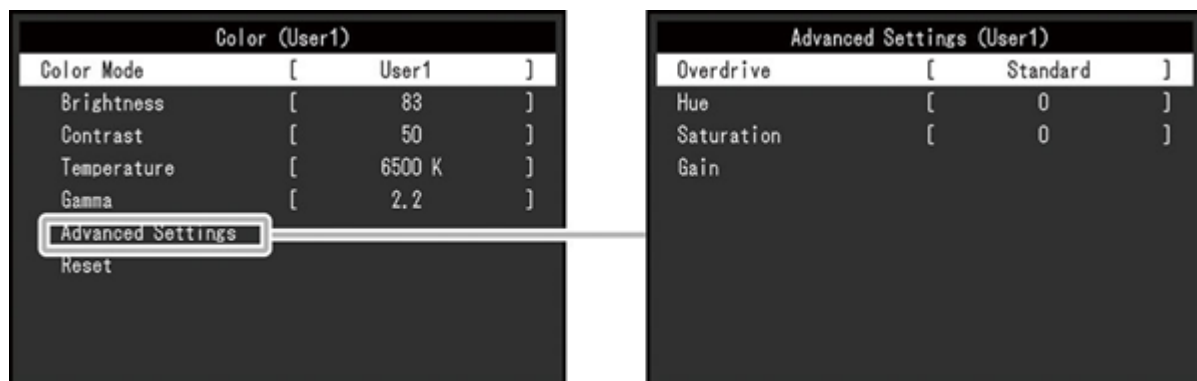 Color (User1)
Color Mode [ User1 ]
Brightness [ 83 ]
Contrast [ 50 ]
Temperature [ 6500 K ]
Gamma [ 2.2 ]
Advanced Settings
Reset
Advanced Settings (User1)
Overdrive [ Standard ]
Hue [ 0 ]
Saturation [ 0 ]
Gain